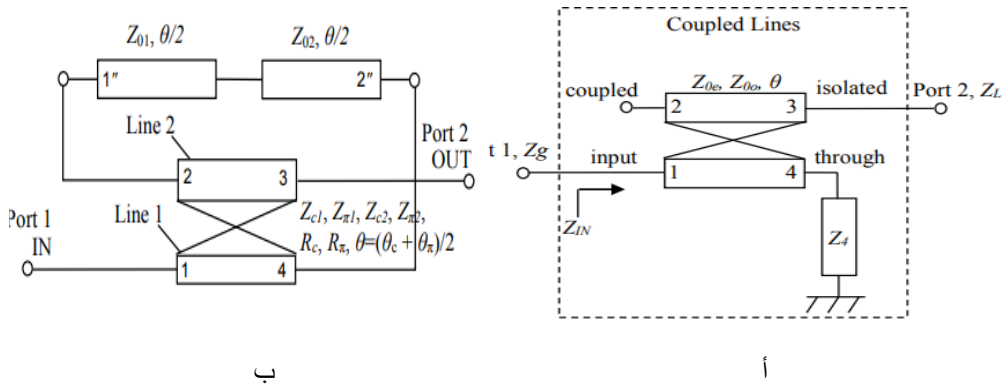 Z01, θ/2
Z02, θ/2
1"
2"
Line 2
Port 2
OUT
2
3
Port 1
IN
Line 1
Zc1, Zπ1, Zc2, Zπ2,
Rc, Rπ, θ=(θc + θπ)/2
1
4
ب
Coupled Lines
coupled
Z0e, Z0o, θ
isolated
Port 2, ZL
2
3
t 1, Zg
input
through
1
4
ZIN
Z4
أ